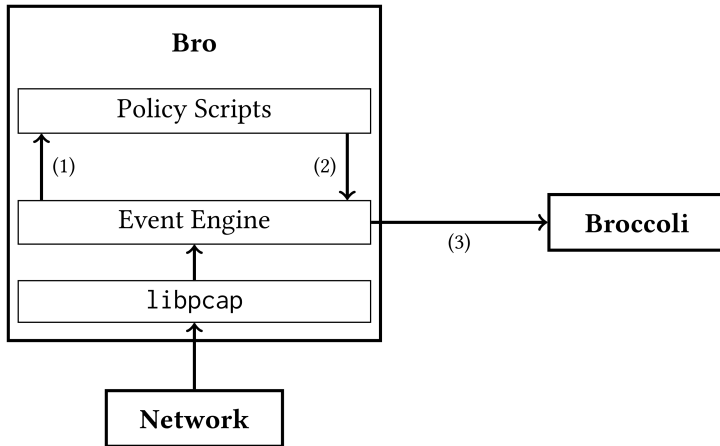 Bro
Policy Scripts
(1)
(2)
Event Engine
Broccoli
(3)
libpcap
Network